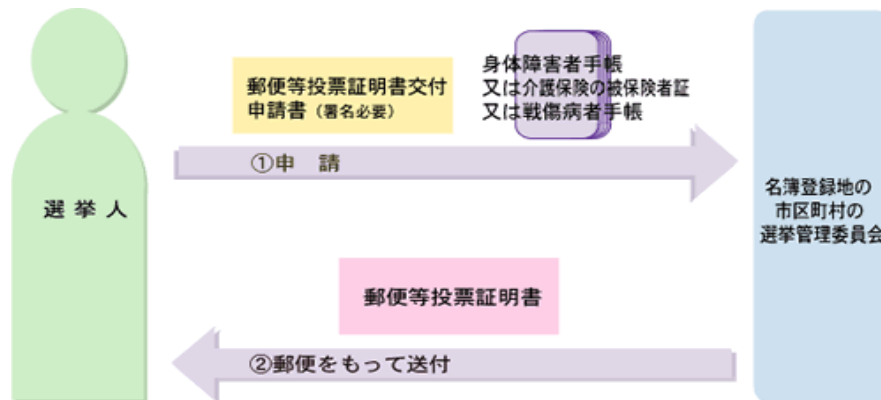 選挙人
郵便等投票証明書交付
申請書（署名必要）
身体障害者手帳
又は介護保険の被保険者証
又は戦傷病者手帳
①申　請
名簿登録地の
市区町村の
選挙管理委員会
郵便等投票証明書
②郵便をもって送付